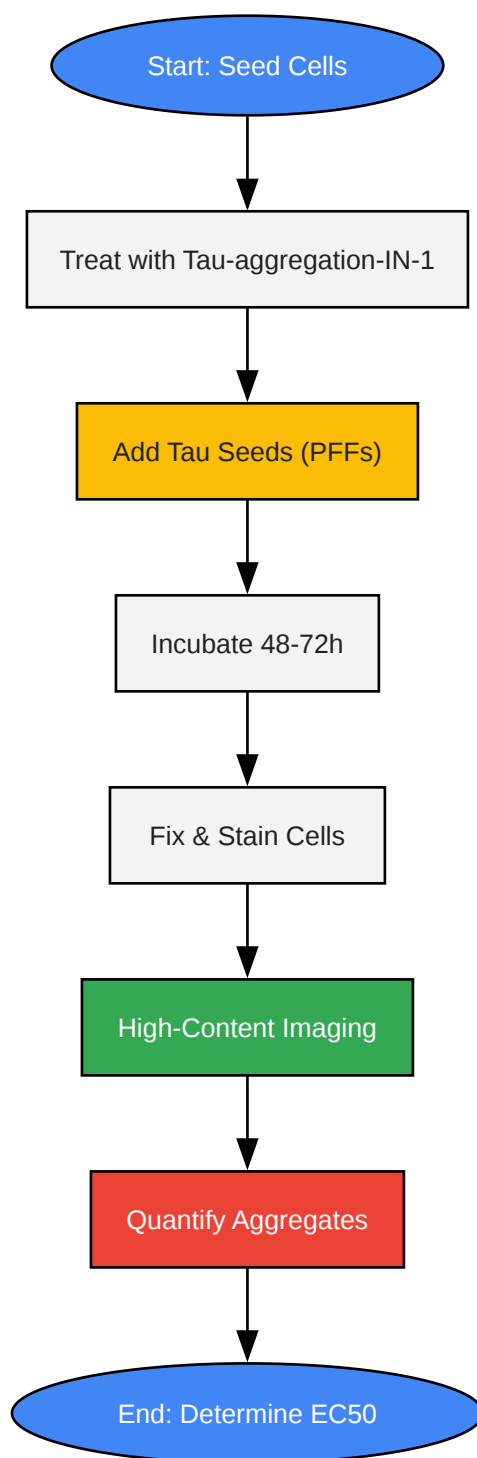 Start: Seed Cells
Treat with Tau-aggregation-IN-1
Add Tau Seeds (PFFs)
Incubate 48-72h
Fix & Stain Cells
High-Content Imaging
Quantify Aggregates
End: Determine EC50